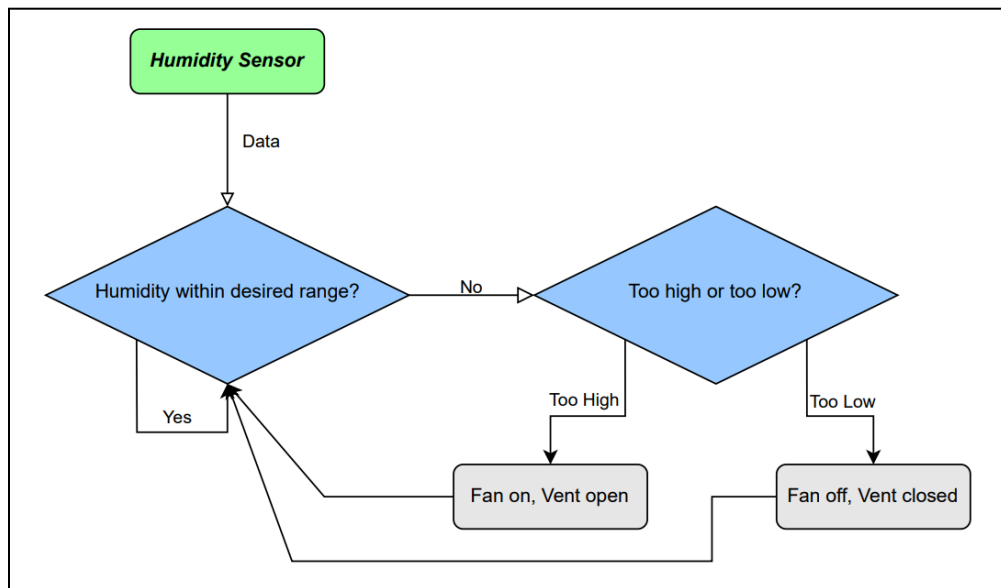 Humidity Sensor
Data
Humidity within desired range?
No
Too high or too low?
Yes
Too High
Too Low
Fan on, Vent open
Fan off, Vent closed